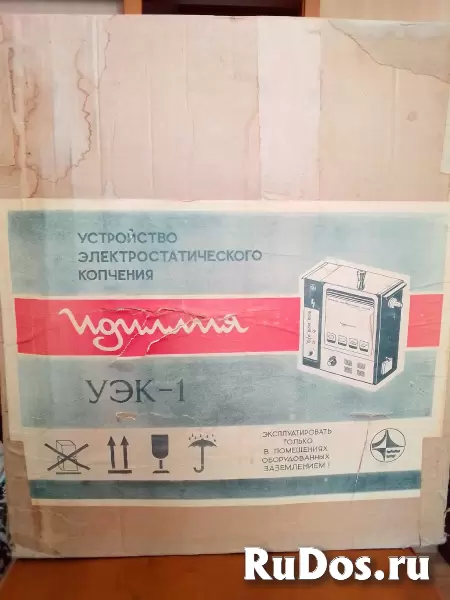 УСТРОЙСТВО
ЭЛЕКТРОСТАТИЧЕСКОГО
КОПЧЕНИЯ
Идиллия
УЭК-1
ЭКСПЛУАТИРОВАТЬ
ТОЛЬКО
В ПОМЕЩЕНИЯХ
ОБОРУДОВАННЫХ
ЗАЗЕМЛЕНИЕМ!
RuDos.ru